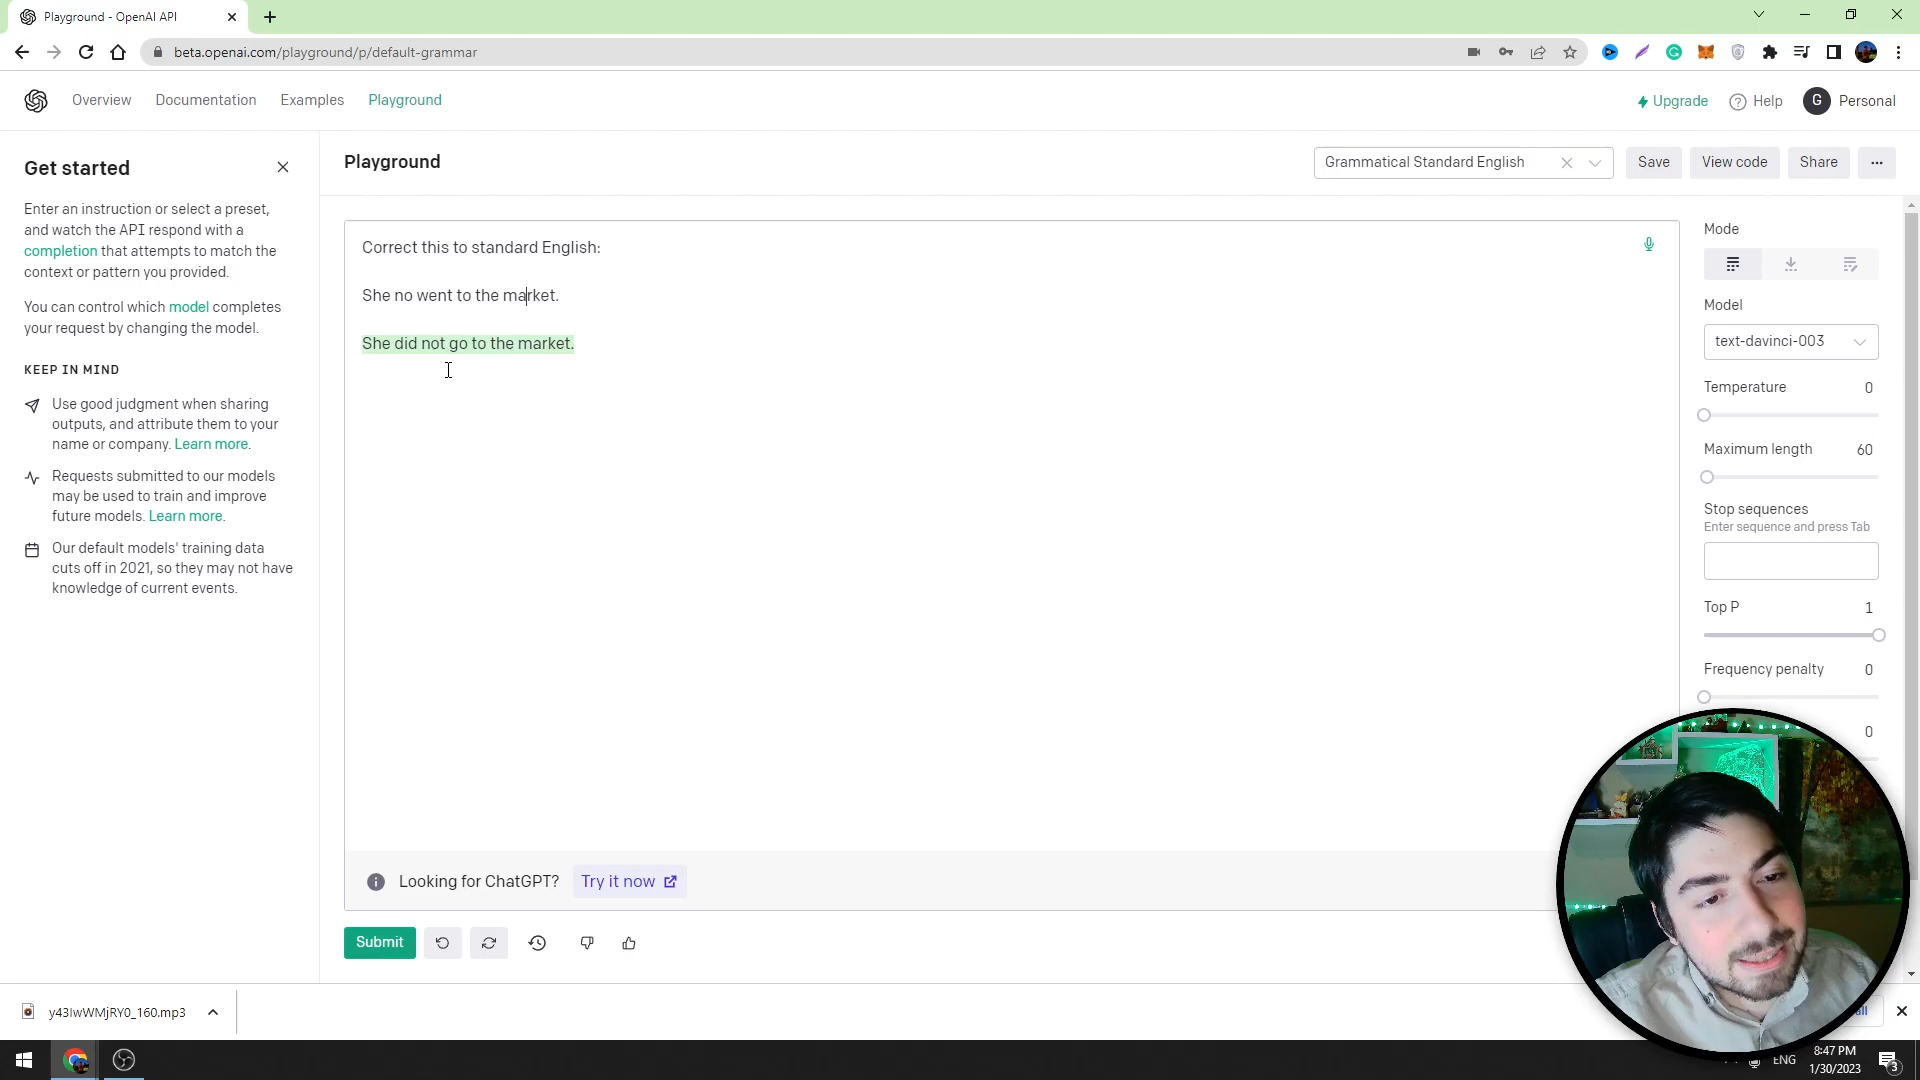 Playground - OpenAI API
beta.openai.com/playground/p/default-grammar
Overview
Documentation
Examples
Playground
Upgrade
Help
G
Personal
Get started
Enter an instruction or select a preset,
and watch the API respond with a
completion that attempts to match the
context or pattern you provided.
You can control which model completes
your request by changing the model.
KEEP IN MIND
Use good judgment when sharing
outputs, and attribute them to your
name or company. Learn more.
Requests submitted to our models
may be used to train and improve
future models. Learn more.
Our default models' training data
cuts off in 2021, so they may not have
knowledge of current events.
Playground
Grammatical Standard English
Save
View code
Share
Correct this to standard English:
She no went to the market.
She did not go to the market.
Looking for ChatGPT?
Try it now
Submit
Mode
Model
text-davinci-003
Temperature
0
Maximum length
60
Stop sequences
Enter sequence and press Tab
Top P
1
Frequency penalty
0
0
y43IwWMjRY0_160.mp3
ENG
8:47 PM
1/30/2023
3